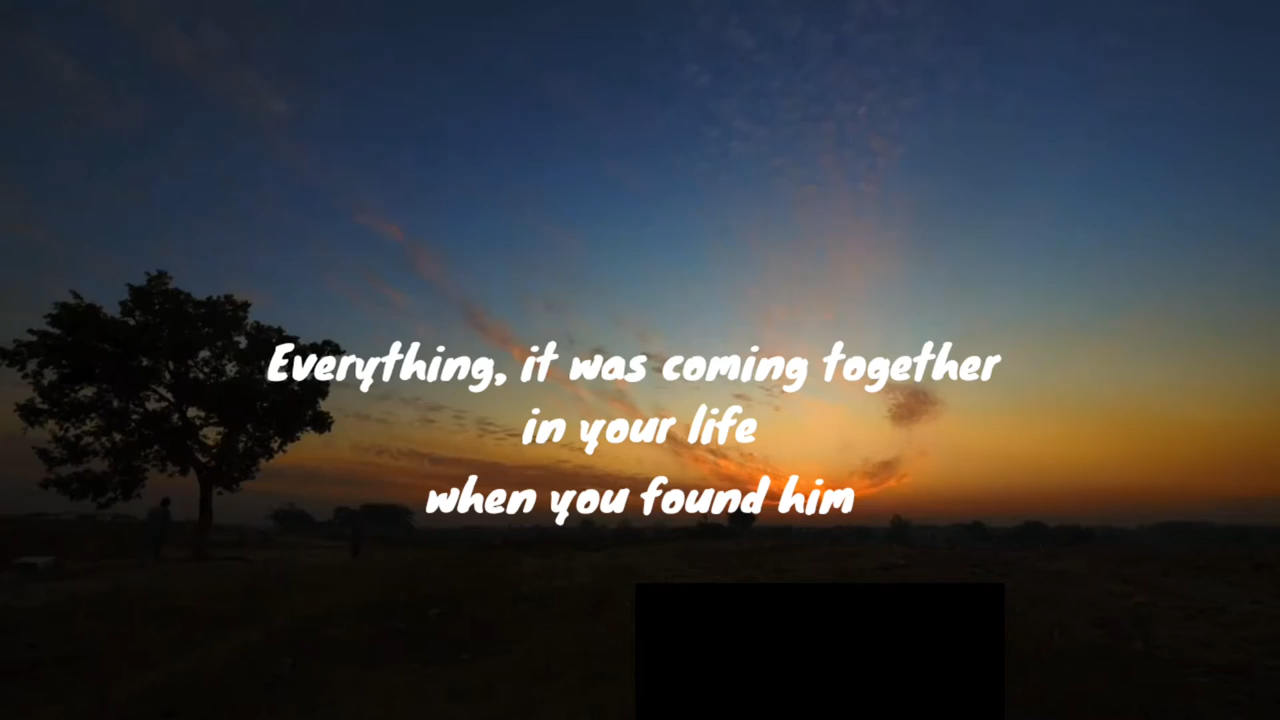 Everything, it was coming together
in your life
when you found him